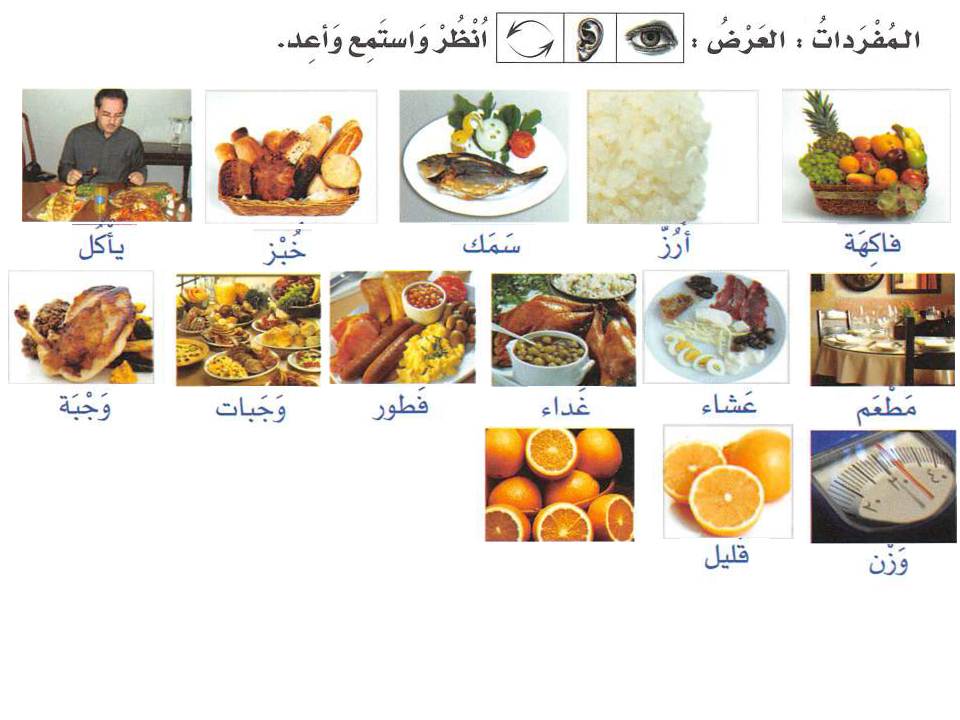 المُفْرَداتُ : العَرْضُ : اُنْظُرْ وَاستَمِع وَأعِد.
فاكِهَة أَرُزّ سَمَك خُبْز يأْكُل
مَطْعَم عَشاء غَداء فَطور وَجَبات وَجْبَة
وَزْن قَليل